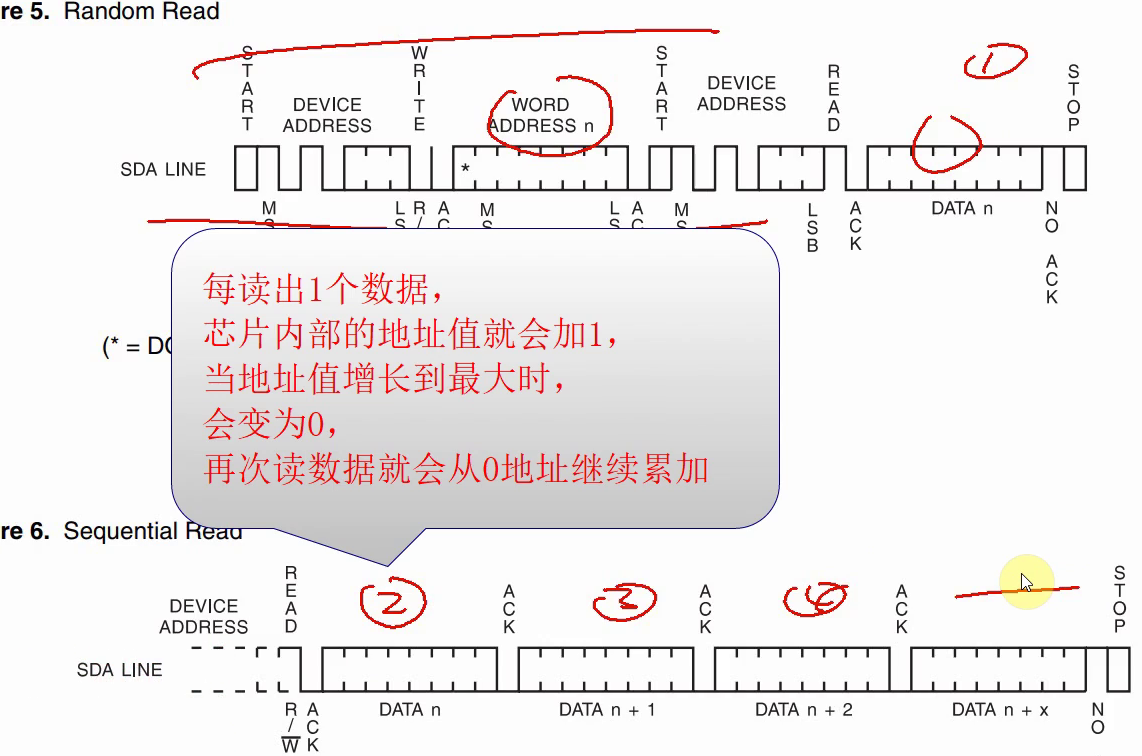 re 5. Random Read
START
WRITE
START
READ
STOP
DEVICE
ADDRESS
WORD
ADDRESS n
DEVICE
ADDRESS
1
SDA LINE
*
LSB
ACK
DATA n
NO ACK
每读出1个数据，
芯片内部的地址值就会加1，
当地址值增长到最大时，
会变为0，
再次读数据就会从0地址继续累加
(* =
re 6. Sequential Read
DEVICE
ADDRESS
READ
2
ACK
3
ACK
ACK
STOP
SDA LINE
R/W
ACK
DATA n
DATA n + 1
DATA n + 2
DATA n + x
NO